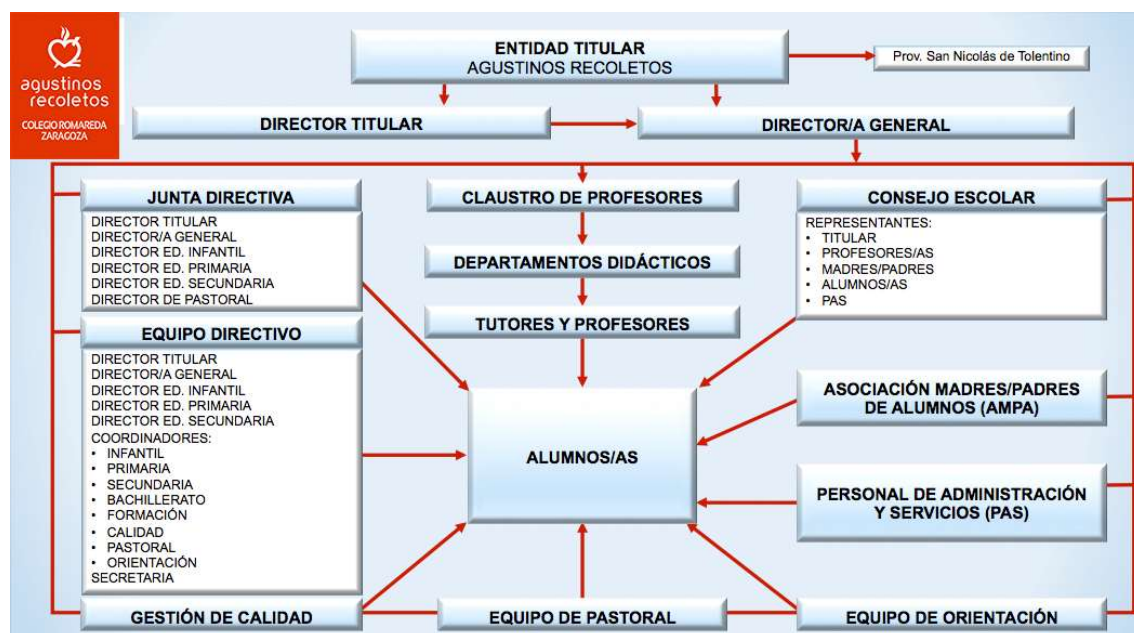 agustinos
recoletos
COLEGIO ROMAREDA
ZARAGOZA
ENTIDAD TITULAR
AGUSTINOS RECOLETOS
Prov. San Nicolás de Tolentino
DIRECTOR TITULAR
DIRECTOR/A GENERAL
JUNTA DIRECTIVA
DIRECTOR TITULAR
DIRECTOR/A GENERAL
DIRECTOR ED. INFANTIL
DIRECTOR ED. PRIMARIA
DIRECTOR ED. SECUNDARIA
DIRECTOR DE PASTORAL
EQUIPO DIRECTIVO
DIRECTOR TITULAR
DIRECTOR/A GENERAL
DIRECTOR ED. INFANTIL
DIRECTOR ED. PRIMARIA
DIRECTOR ED. SECUNDARIA
COORDINADORES:
• INFANTIL
• PRIMARIA
• SECUNDARIA
• BACHILLERATO
• FORMACIÓN
• CALIDAD
• PASTORAL
• ORIENTACIÓN
SECRETARIA
GESTIÓN DE CALIDAD
CLAUSTRO DE PROFESORES
DEPARTAMENTOS DIDÁCTICOS
TUTORES Y PROFESORES
ALUMNOS/AS
EQUIPO DE PASTORAL
CONSEJO ESCOLAR
REPRESENTANTES:
• TITULAR
• PROFESORES/AS
• MADRES/PADRES
• ALUMNOS/AS
• PAS
ASOCIACIÓN MADRES/PADRES
DE ALUMNOS (AMPA)
PERSONAL DE ADMINISTRACIÓN
Y SERVICIOS (PAS)
EQUIPO DE ORIENTACIÓN